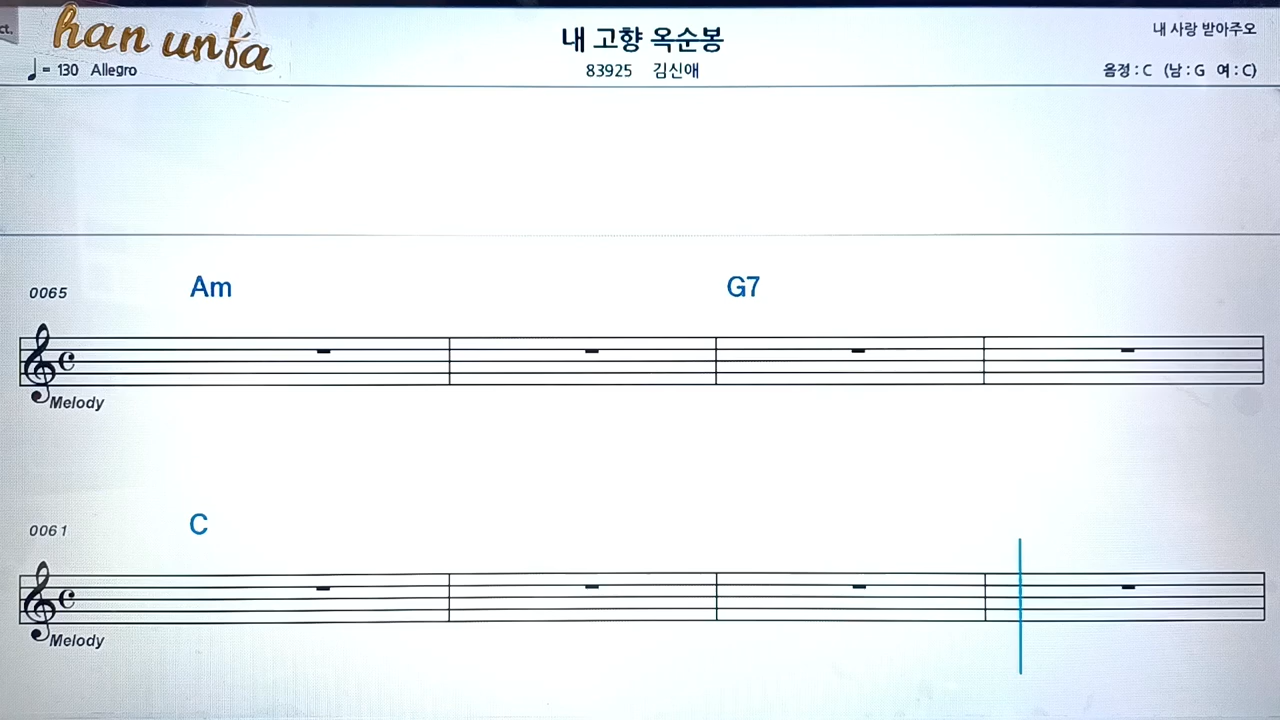 ct.
han unfa
내 고향 옥순봉
내 사랑 받아주오
= 130 Allegro
83925 김신애
음정 : C (남 : G 여 : C)
0065
Am
G7
Melody
0061
C
Melody